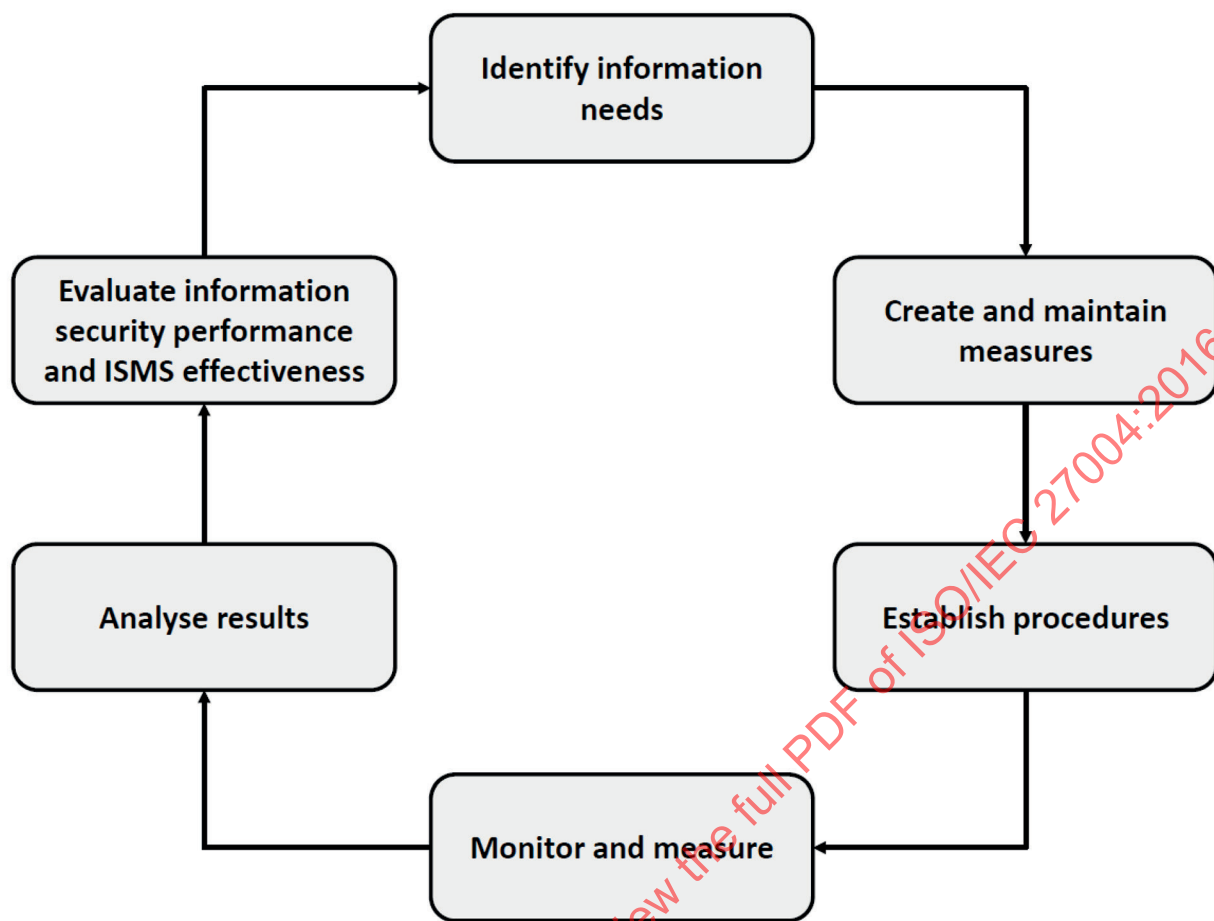 Identify information
needs
Create and maintain
measures
Establish procedures
Monitor and measure
Analyse results
Evaluate information
security performance
and ISMS effectiveness
ew the full PDF of ISO/IEC 27004:2016